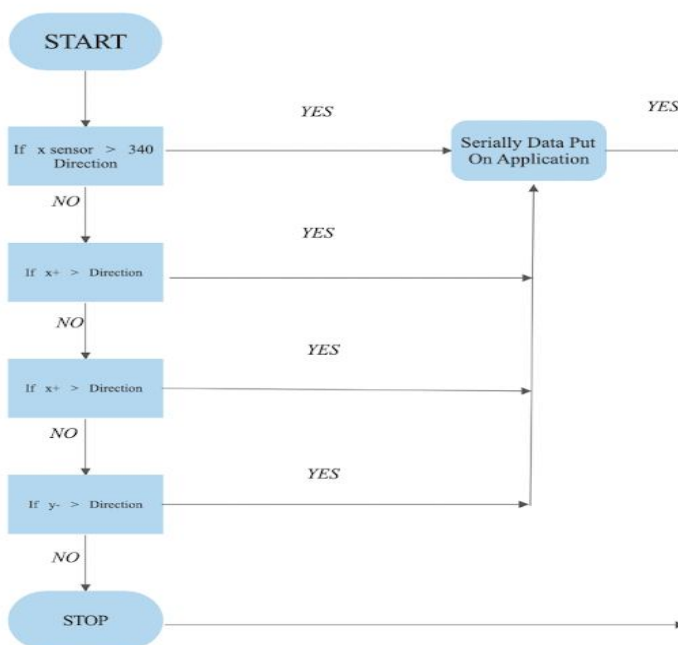 START
YES
YES
If x sensor > 340
Direction
Serially Data Put
On Application
NO
YES
If x+ > Direction
NO
YES
If x+ > Direction
NO
YES
If y- > Direction
NO
STOP